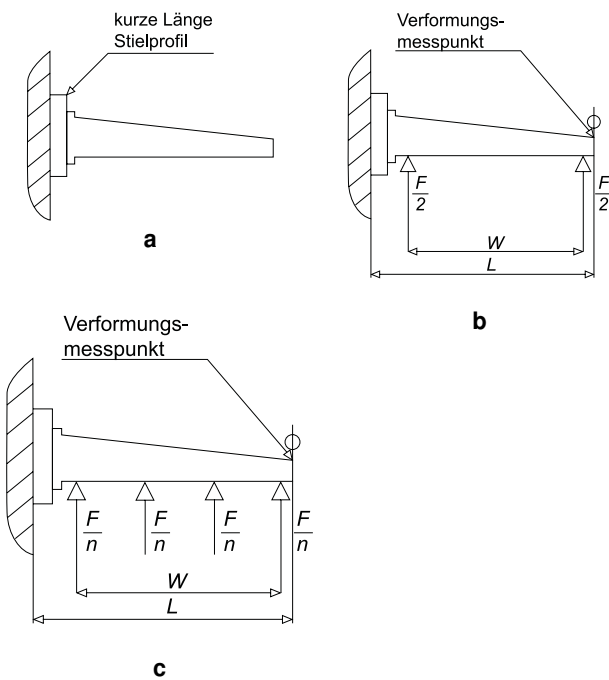 kurze Länge
Stielprofil
a
Verformungs-
messpunkt
F/2
F/2
W
L
b
Verformungs-
messpunkt
F/n
F/n
F/n
F/n
W
L
c